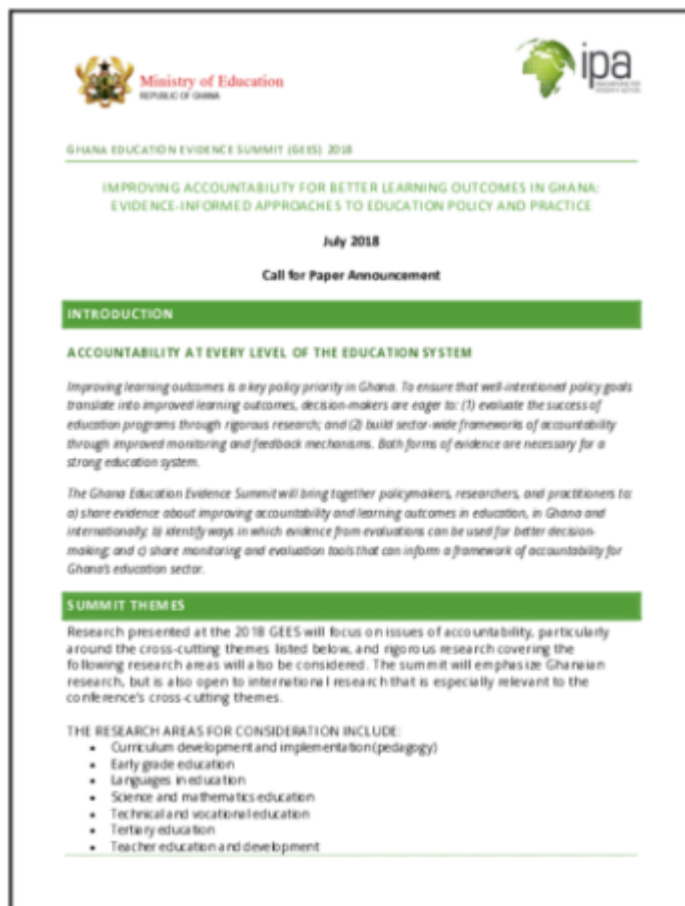 Ministry of Education
REPUBLIC OF GHANA
ipa
GHANA EDUCATION EVIDENCE SUMMIT (GEES) 2018
IMPROVING ACCOUNTABILITY FOR BETTER LEARNING OUTCOMES IN GHANA:
EVIDENCE-INFORMED APPROACHES TO EDUCATION POLICY AND PRACTICE
July 2018
Call for Paper Announcement
INTRODUCTION
ACCOUNTABILITY AT EVERY LEVEL OF THE EDUCATION SYSTEM
Improving learning outcomes is a key policy priority in Ghana. To ensure that well-intentioned policy goals
translate into improved learning outcomes, decision-makers are eager to: (1) evaluate the success of
education programs through rigorous research; and (2) build sector-wide frameworks of accountability
through improved monitoring and feedback mechanisms. Both forms of evidence are necessary for a
strong education system.
The Ghana Education Evidence Summit will bring together policymakers, researchers, and practitioners to:
a) share evidence about improving accountability and learning outcomes in education, in Ghana and
internationally; b) identify ways in which evidence from evaluations can be used for better decision-
making; and c) share monitoring and evaluation tools that can inform a framework of accountability for
Ghana's education sector.
SUMMIT THEMES
Research presented at the 2018 GEES will focus on issues of accountability, particularly
around the cross-cutting themes listed below, and rigorous research covering the
following research areas will also be considered. The summit will emphasize Ghanaian
research, but is also open to international research that is especially relevant to the
conference's cross-cutting themes.
THE RESEARCH AREAS FOR CONSIDERATION INCLUDE:
• Curriculum development and implementation (pedagogy)
• Early grade education
• Languages in education
• Science and mathematics education
• Technical and vocational education
• Tertiary education
• Teacher education and development